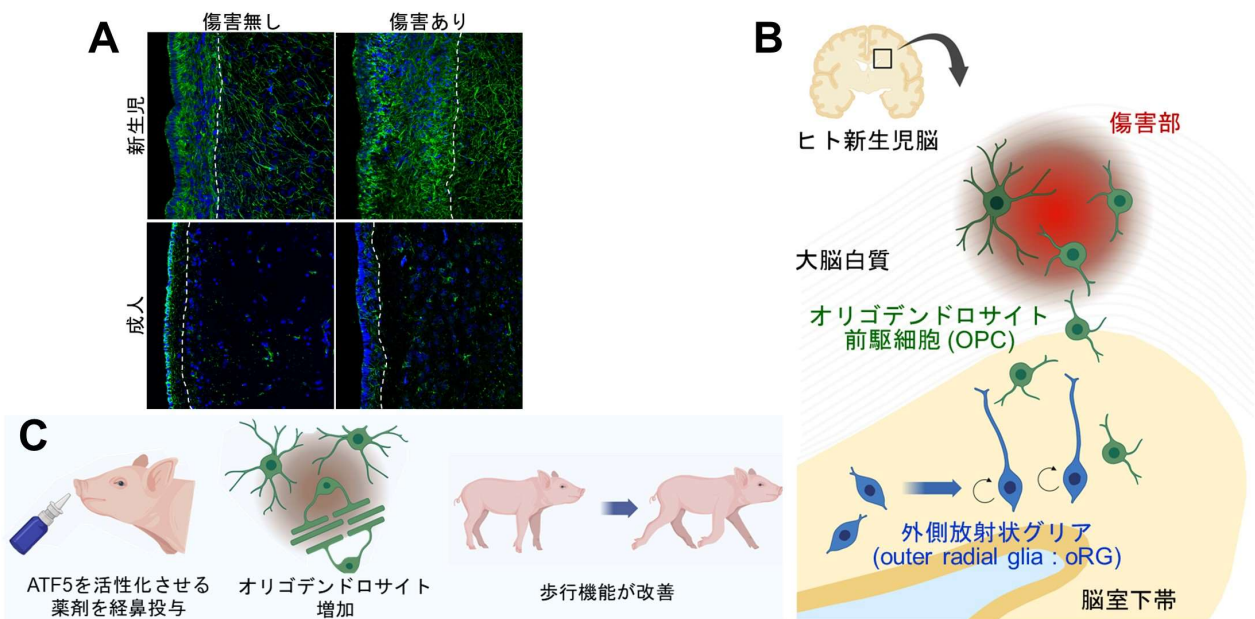 A
傷害無し
傷害あり
新生児
成人
B
ヒト新生児脳
傷害部
大脳白質
オリゴデンドロサイト
前駆細胞 (OPC)
外側放射状グリア
(outer radial glia : oRG)
脳室下帯
C
ATF5を活性化させる
薬剤を経鼻投与
オリゴデンドロサイト
増加
歩行機能が改善